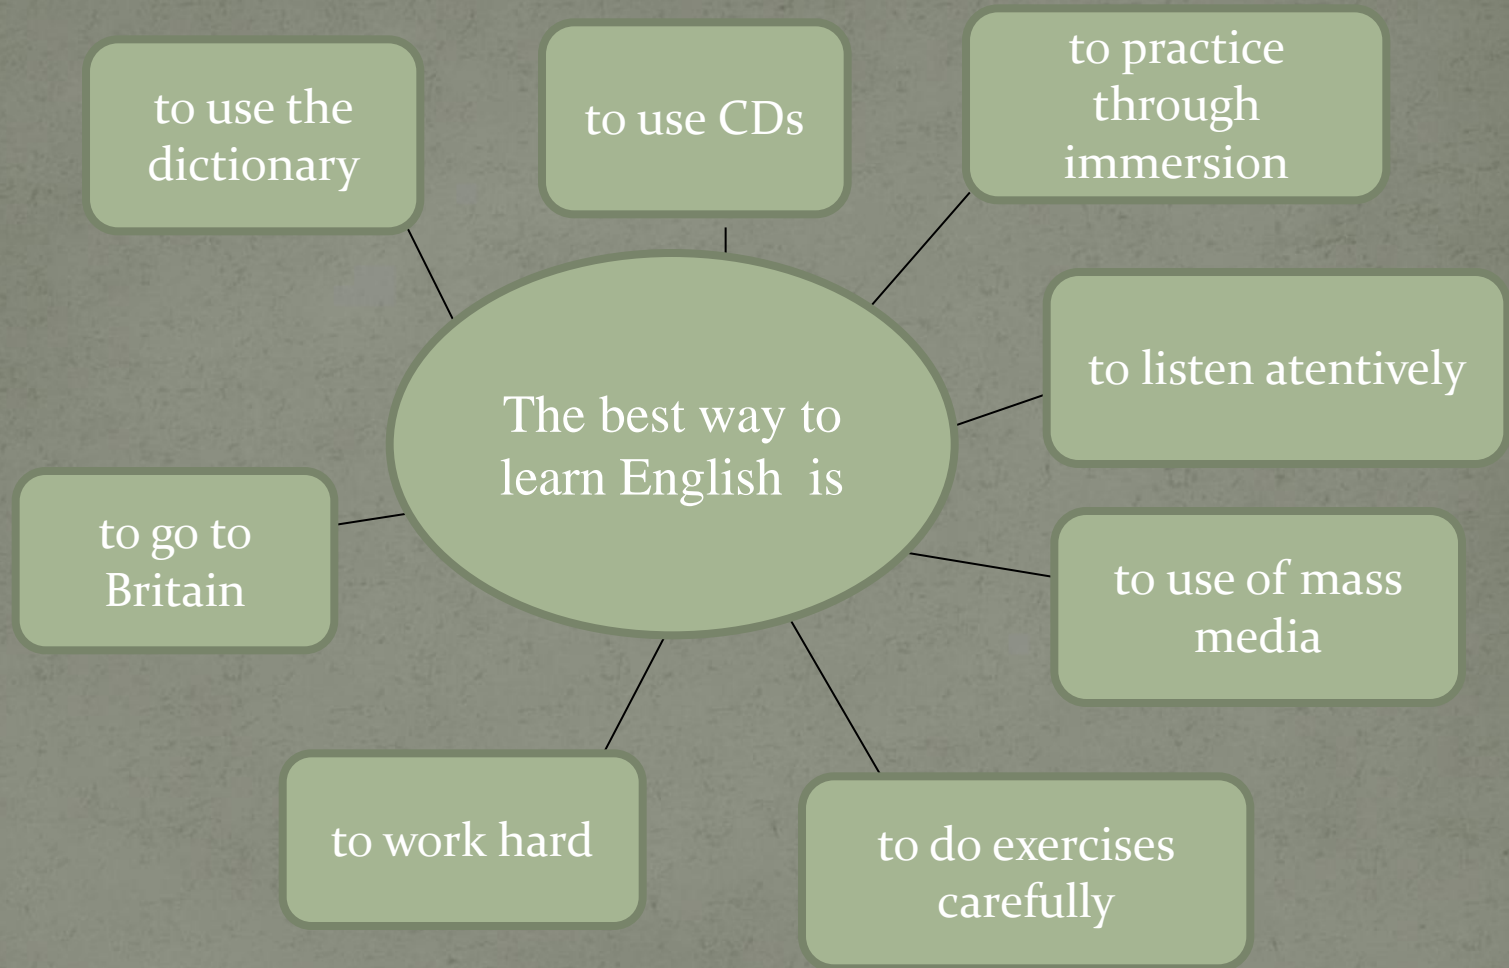 to use the
dictionary
to use CDs
to practice
through
immersion
to listen atentively
The best way to
learn English  is
to go to
Britain
to use of mass
media
to work hard
to do exercises
carefully